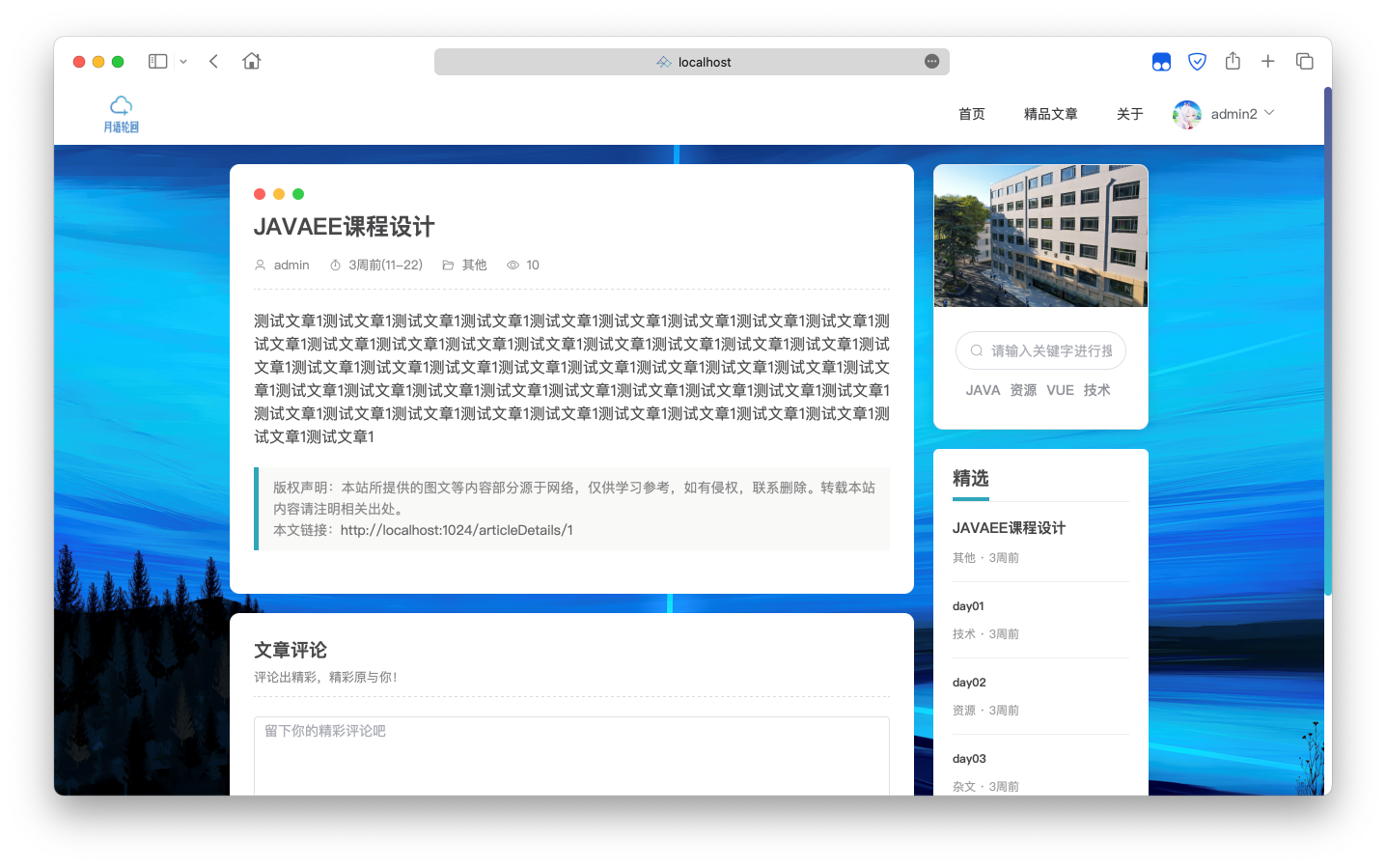 localhost
月语轮回
首页 精品文章 关于 admin2
JAVAEE课程设计
admin 3周前(11-22) 其他 10
测试文章1测试文章1测试文章1测试文章1测试文章1测试文章1测试文章1测试文章1测试文章1测
试文章1测试文章1测试文章1测试文章1测试文章1测试文章1测试文章1测试文章1测试文章1测试
文章1测试文章1测试文章1测试文章1测试文章1测试文章1测试文章1测试文章1测试文章1测试文
章1测试文章1测试文章1测试文章1测试文章1测试文章1测试文章1测试文章1测试文章1测试文章1
测试文章1测试文章1测试文章1测试文章1测试文章1测试文章1测试文章1测试文章1测试文章1测
试文章1测试文章1
版权声明：本站所提供的图文等内容部分源于网络，仅供学习参考，如有侵权，联系删除。转载本站
内容请注明相关出处。
本文链接：http://localhost:1024/articleDetails/1
文章评论
评论出精彩，精彩原与你！
留下你的精彩评论吧
请输入关键字进行搜
JAVA 资源 VUE 技术
精选
JAVAEE课程设计
其他 · 3周前
day01
技术 · 3周前
day02
资源 · 3周前
day03
杂文 · 3周前